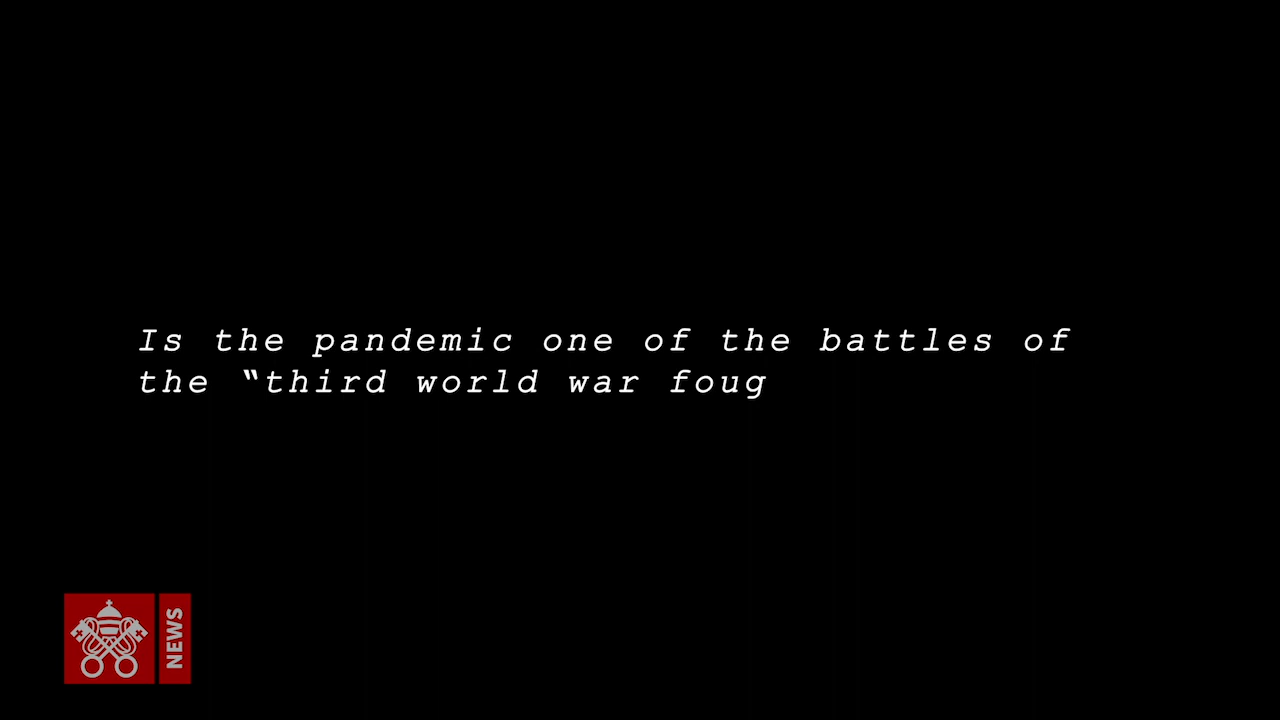 Is the pandemic one of the battles of
the “third world war foug
NEWS